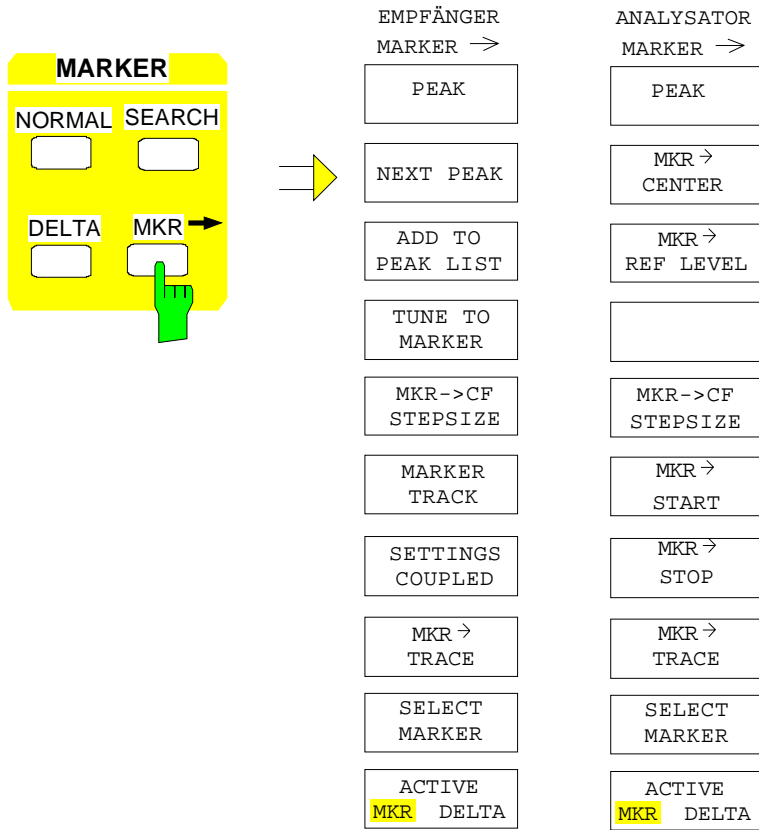 MARKER
NORMAL SEARCH
DELTA MKR →
EMPFÄNGER
MARKER →
PEAK
NEXT PEAK
ADD TO
PEAK LIST
TUNE TO
MARKER
MKR->CF
STEPSIZE
MARKER
TRACK
SETTINGS
COUPLED
MKR →
TRACE
SELECT
MARKER
ACTIVE
MKR DELTA
ANALYSATOR
MARKER →
PEAK
MKR →
CENTER
MKR →
REF LEVEL
MKR->CF
STEPSIZE
MKR →
START
MKR →
STOP
MKR →
TRACE
SELECT
MARKER
ACTIVE
MKR DELTA